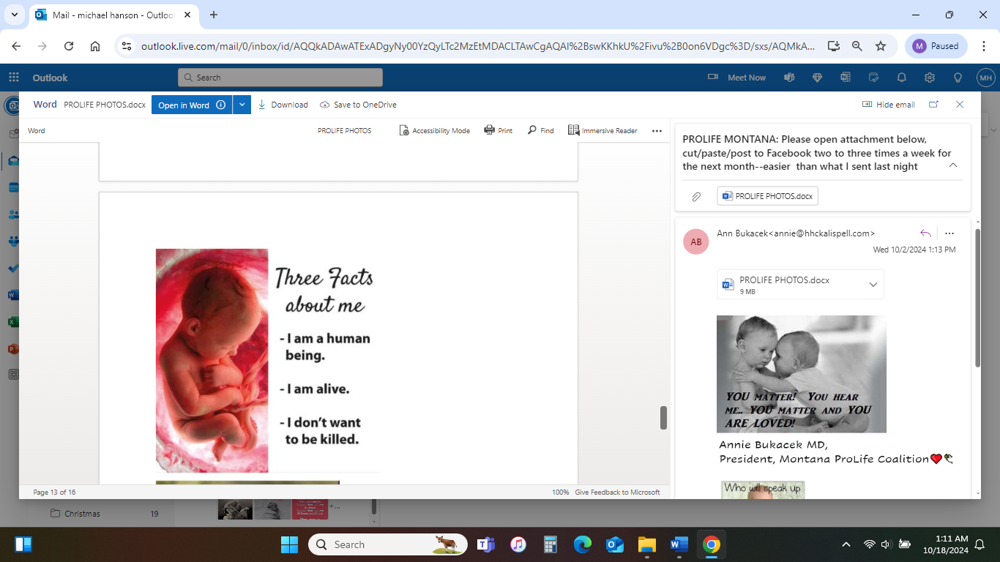 Mail - michael hanson - Outlook
outlook.live.com/mail/0/inbox/id/AQQkADAwATExADgyNy00YzQyLTc2MzEtMDACLTAwCgAQAI%2BswKKhkU%2Fivu%2B0on6VDgc%3D/sxs/AQMkA...
M Paused
Outlook
Search
Meet Now
MH
Word PROLIFE PHOTOS.docx Open in Word Download Save to OneDrive
Hide email
Word
PROLIFE PHOTOS Accessibility Mode Print Find Immersive Reader
Three Facts
about me
- I am a human
being.
- I am alive.
- I don't want
to be killed.
Page 13 of 16
100% Give Feedback to Microsoft
PROLIFE MONTANA: Please open attachment below,
cut/paste/post to Facebook two to three times a week for
the next month--easier than what I sent last night
PROLIFE PHOTOS.docx
AB
Ann Bukacek<annie@hhckalispell.com>
Wed 10/2/2024 1:13 PM
PROLIFE PHOTOS.docx
9 MB
YOU MATTER! YOU HEAR
ME.. YOU MATTER AND YOU
ARE LOVED!
Annie Bukacek MD,
President, Montana ProLife Coalition
Who will speak up
Christmas 19
+...
Search
1:11 AM
10/18/2024